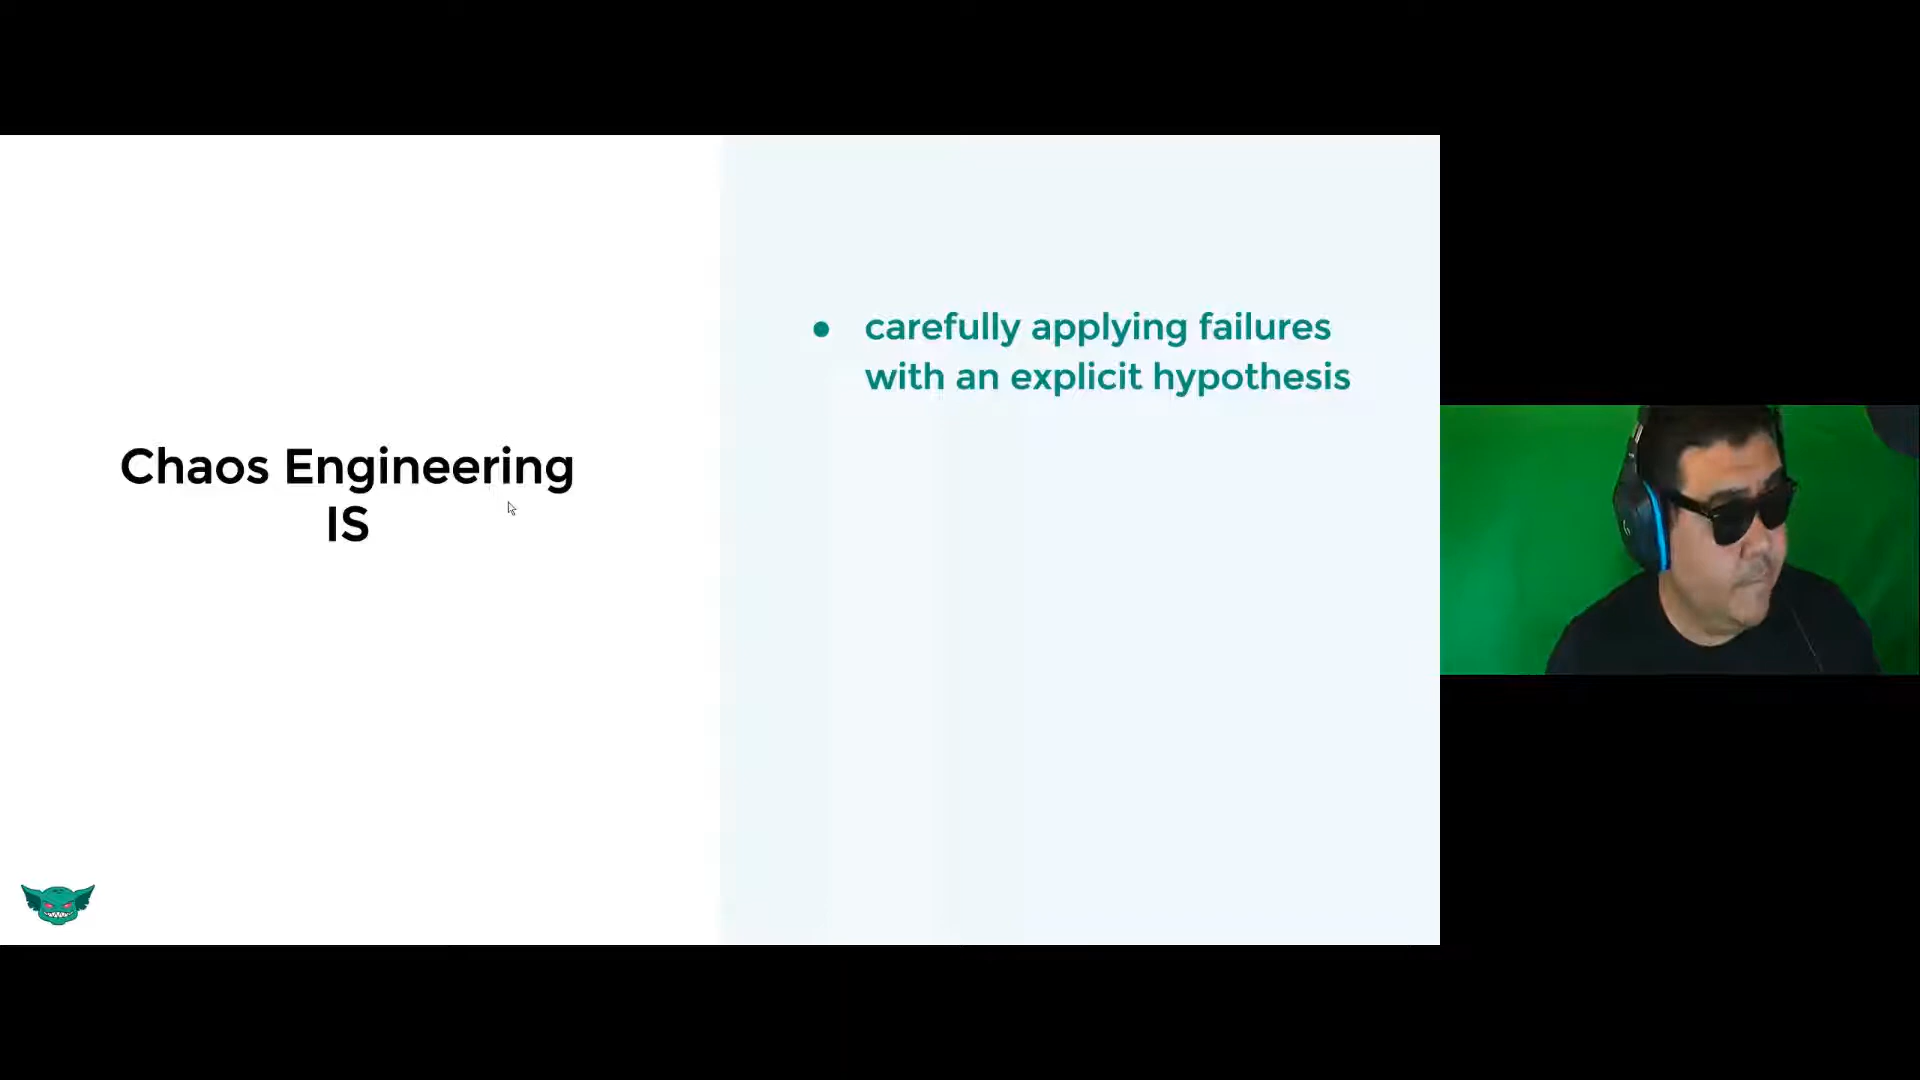 Chaos Engineering
IS
● carefully applying failures
with an explicit hypothesis